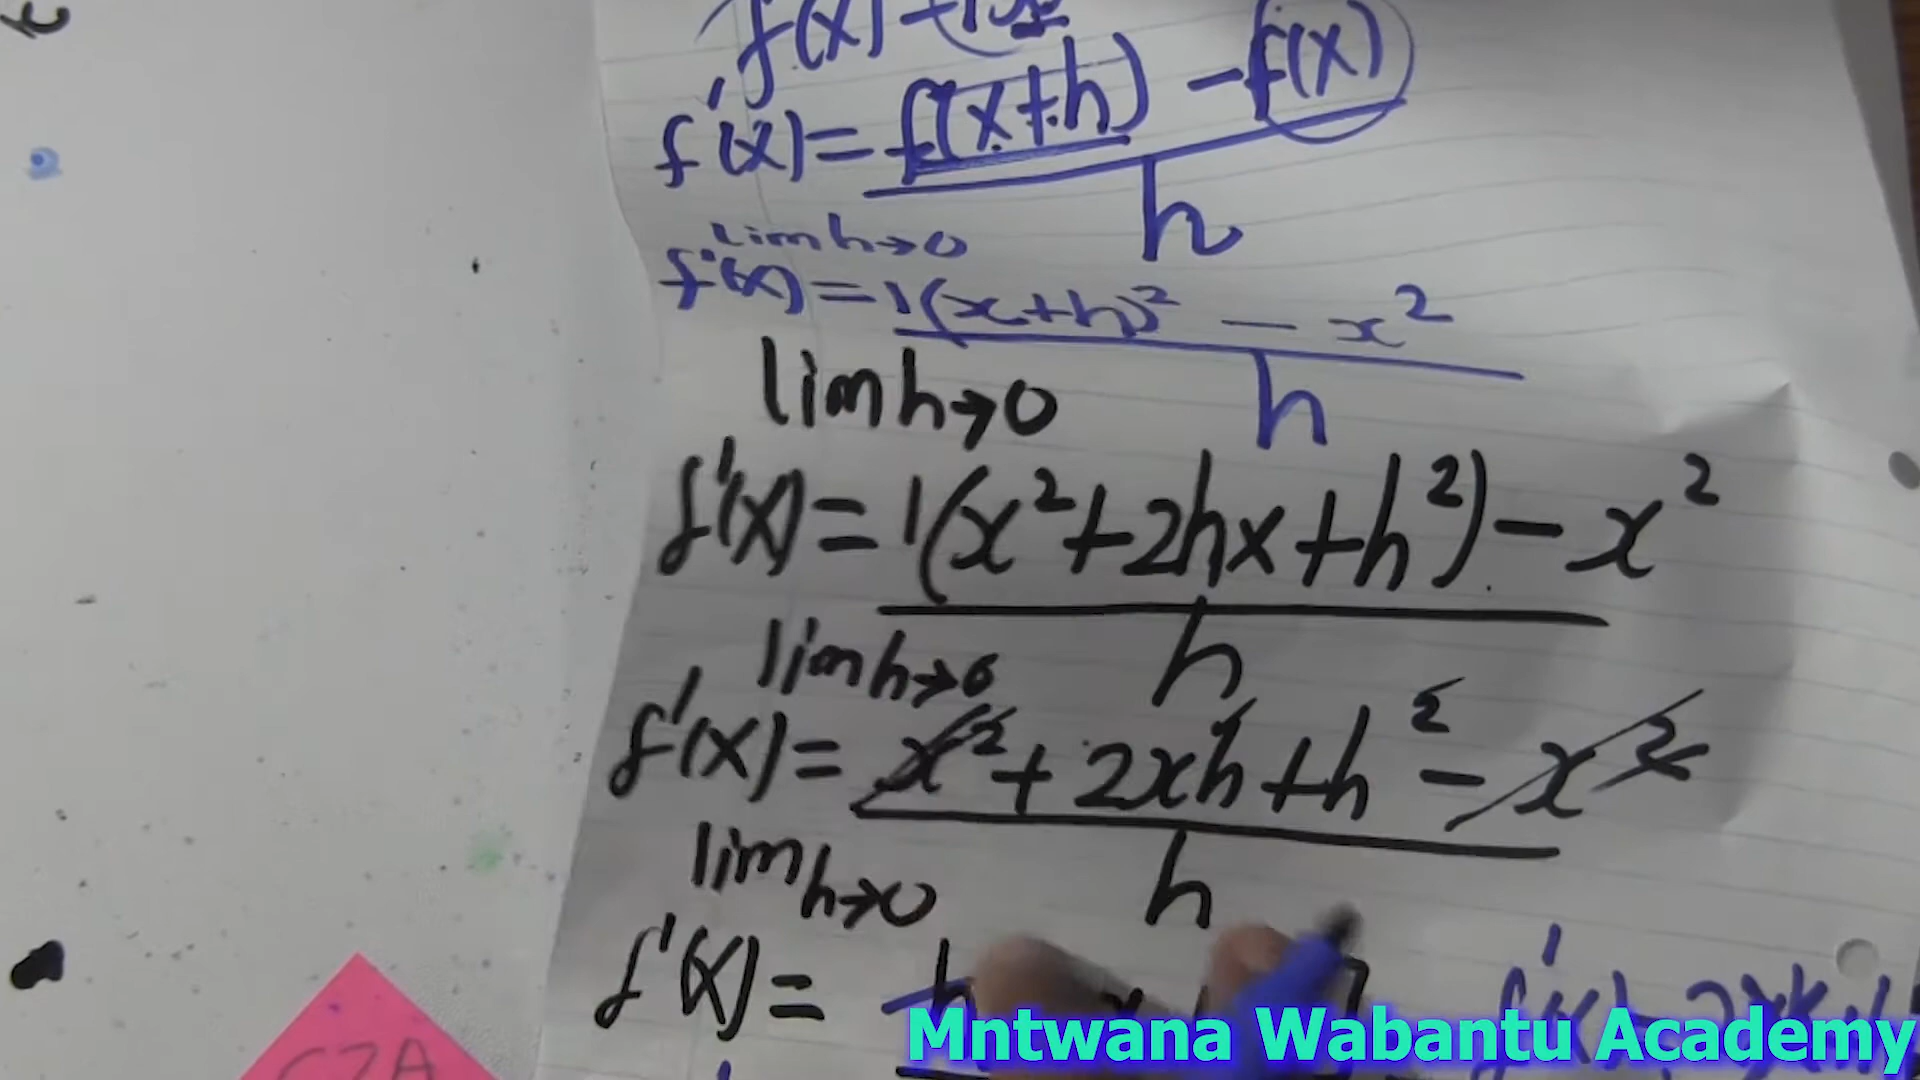 f'(x) = f(x+h) - f(x)
h
lim h→0
f'(x) = 1(x+h)² - x²
h
lim h→0
f'(x) = 1(x²+2hx+h²) - x²
h
lim h→0
f'(x) = x² + 2xh + h² - x²
h
lim h→0
f'(x) = h
Mntwana Wabantu Academy
CZA